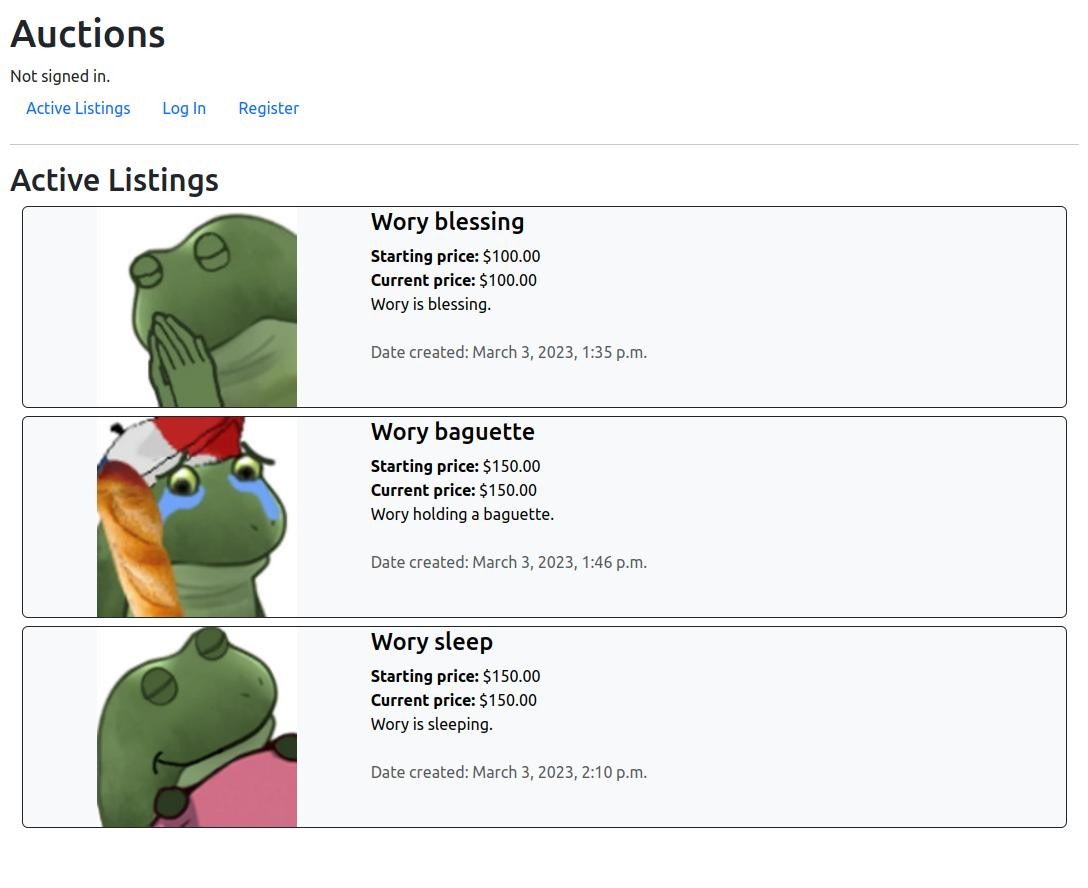 Auctions
Not signed in.
Active Listings Log In Register
Active Listings
Wory blessing
Starting price: $100.00
Current price: $100.00
Wory is blessing.
Date created: March 3, 2023, 1:35 p.m.
Wory baguette
Starting price: $150.00
Current price: $150.00
Wory holding a baguette.
Date created: March 3, 2023, 1:46 p.m.
Wory sleep
Starting price: $150.00
Current price: $150.00
Wory is sleeping.
Date created: March 3, 2023, 2:10 p.m.